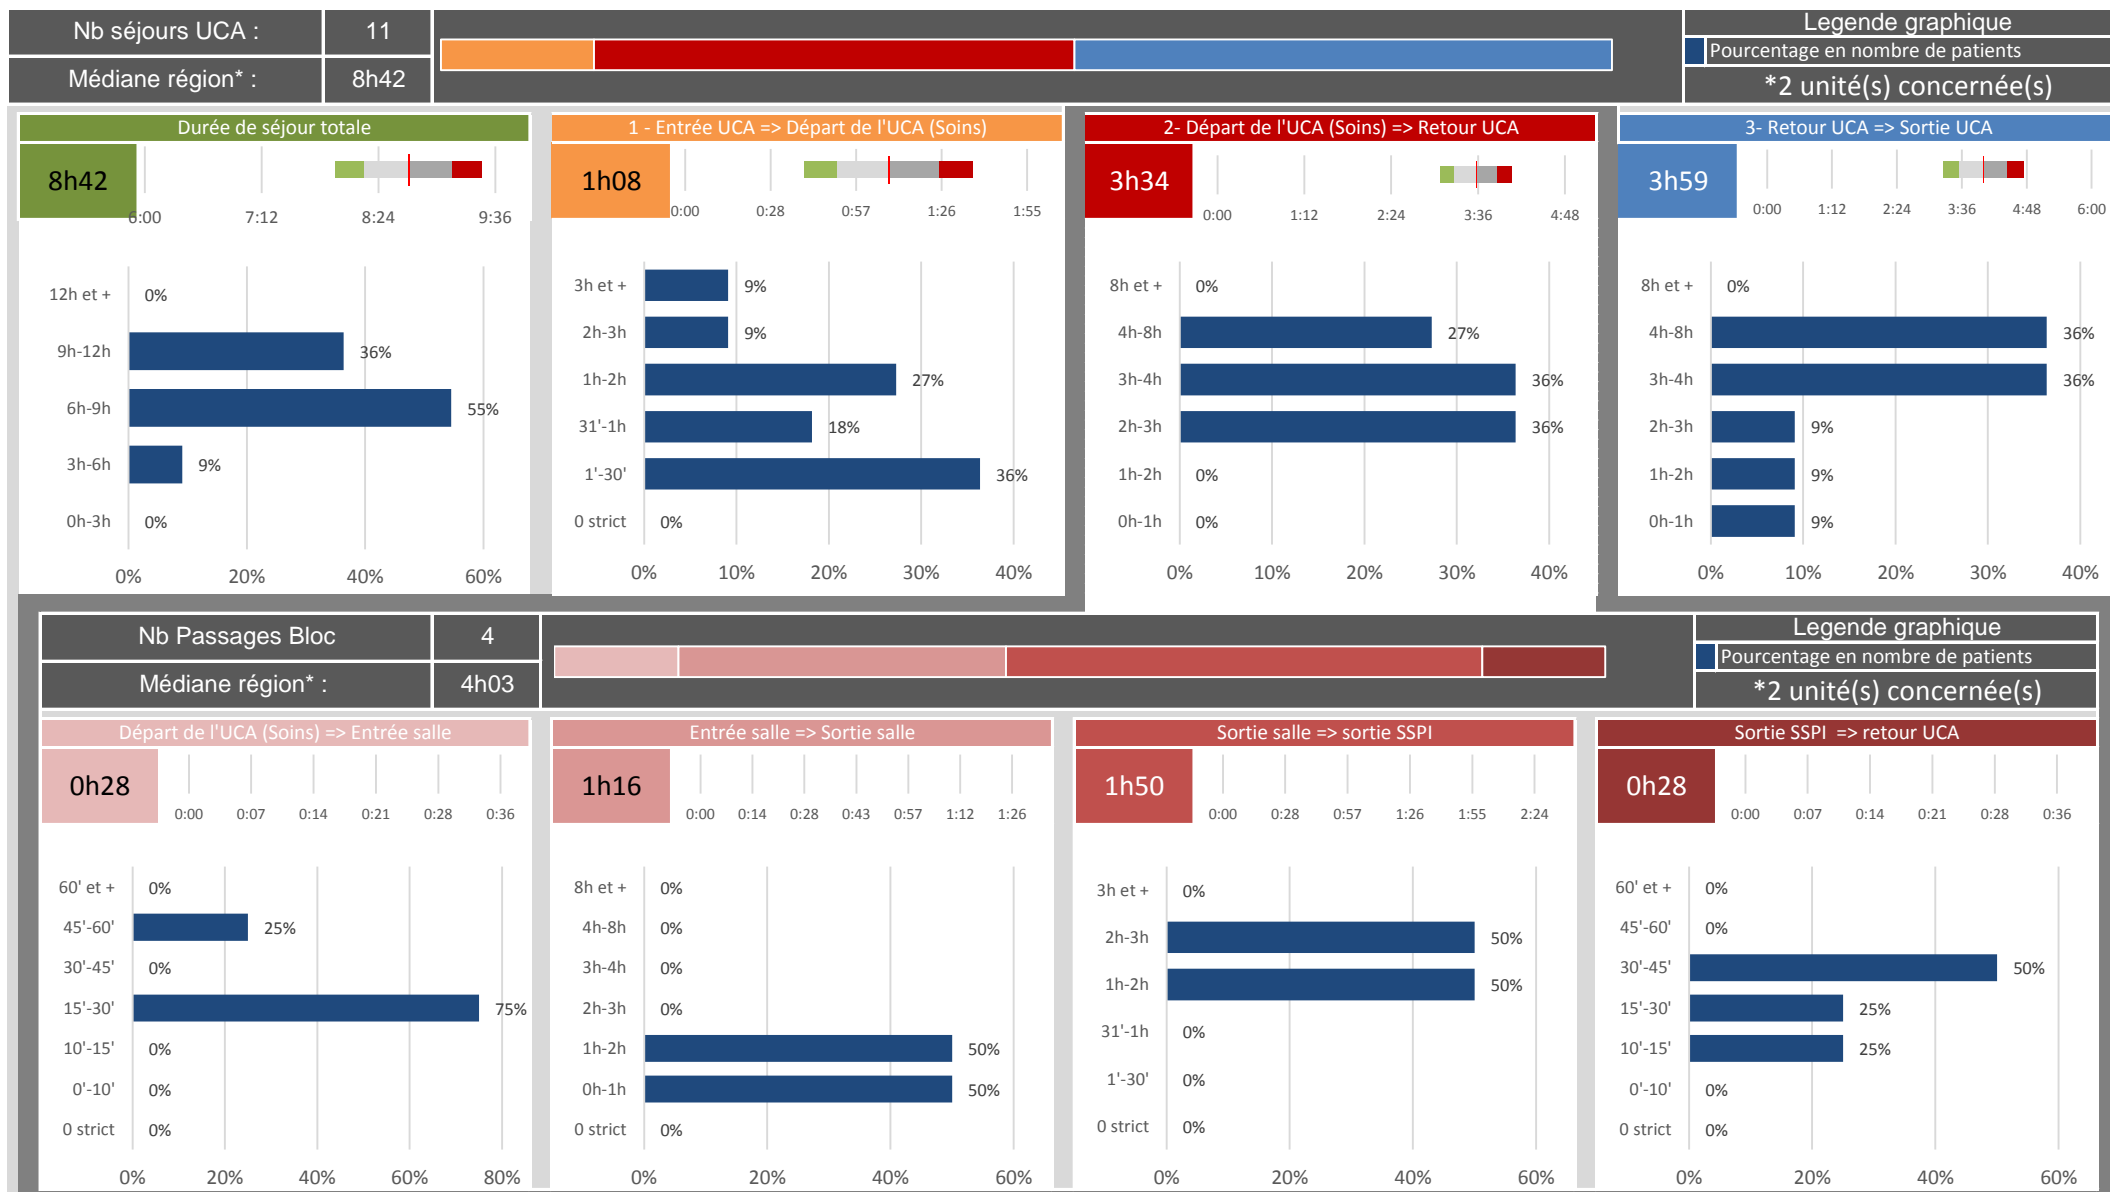 Nb séjours UCA : 11
Médiane région* : 8h42
Legende graphique
Pourcentage en nombre de patients
*2 unité(s) concernée(s)
Durée de séjour totale
8h42
6:00 7:12 8:24 9:36
12h et + 0%
9h-12h 36%
6h-9h 55%
3h-6h 9%
0h-3h 0%
0% 20% 40% 60%
1 - Entrée UCA => Départ de l'UCA (Soins)
1h08
0:00 0:28 0:57 1:26 1:55
3h et + 9%
2h-3h 9%
1h-2h 27%
31'-1h 18%
1'-30' 36%
0 strict 0%
0% 10% 20% 30% 40%
2- Départ de l'UCA (Soins) => Retour UCA
3h34
0:00 1:12 2:24 3:36 4:48
8h et + 0%
4h-8h 27%
3h-4h 36%
2h-3h 36%
1h-2h 0%
0h-1h 0%
0% 10% 20% 30% 40%
3- Retour UCA => Sortie UCA
3h59
0:00 1:12 2:24 3:36 4:48 6:00
8h et + 0%
4h-8h 36%
3h-4h 36%
2h-3h 9%
1h-2h 9%
0h-1h 9%
0% 10% 20% 30% 40%
Nb Passages Bloc 4
Médiane région* : 4h03
Legende graphique
Pourcentage en nombre de patients
*2 unité(s) concernée(s)
Départ de l'UCA (Soins) => Entrée salle
0h28
0:00 0:07 0:14 0:21 0:28 0:36
60' et + 0%
45'-60' 25%
30'-45' 0%
15'-30' 75%
10'-15' 0%
0'-10' 0%
0 strict 0%
0% 20% 40% 60% 80%
Entrée salle => Sortie salle
1h16
0:00 0:14 0:28 0:43 0:57 1:12 1:26
8h et + 0%
4h-8h 0%
3h-4h 0%
2h-3h 0%
1h-2h 50%
0h-1h 50%
0 strict 0%
0% 20% 40% 60%
Sortie salle => sortie SSPI
1h50
0:00 0:28 0:57 1:26 1:55 2:24
3h et + 0%
2h-3h 50%
1h-2h 50%
31'-1h 0%
1'-30' 0%
0 strict 0%
0% 20% 40% 60%
Sortie SSPI => retour UCA
0h28
0:00 0:07 0:14 0:21 0:28 0:36
60' et + 0%
45'-60' 0%
30'-45' 50%
15'-30' 25%
10'-15' 25%
0'-10' 0%
0 strict 0%
0% 20% 40% 60%